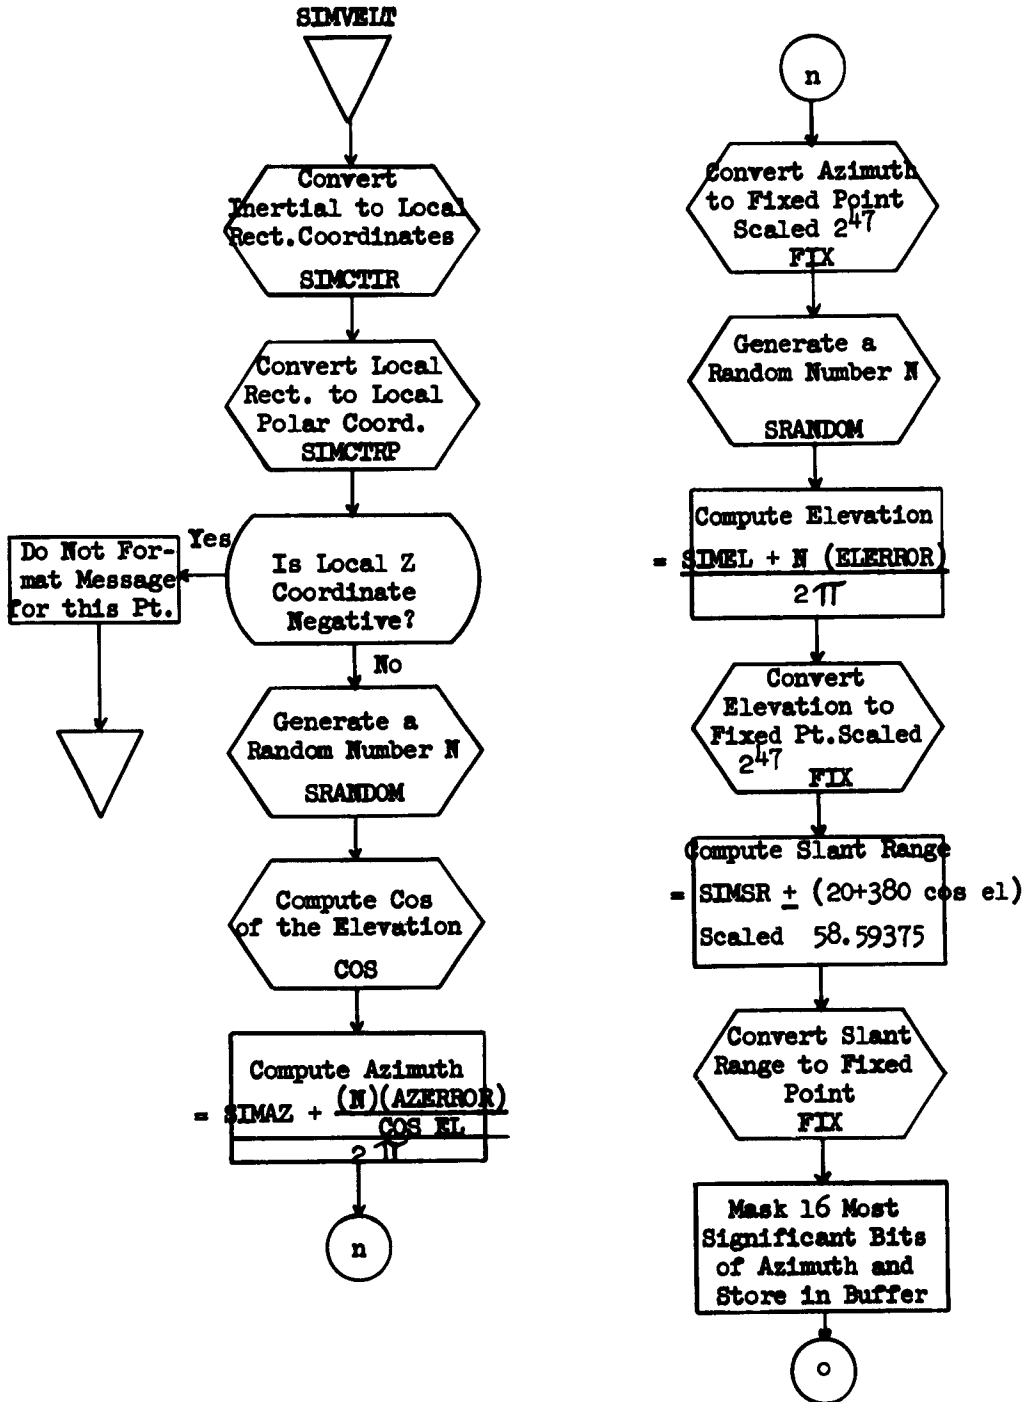 SIMVELT
Convert
Inertial to Local
Rect.Coordinates
SIMCTIR
Convert Local
Rect. to Local
Polar Coord.
SIMCTRP
Is Local Z
Coordinate
Negative?
Yes
Do Not For-
mat Message
for this Pt.
No
Generate a
Random Number N
SRANDOM
Compute Cos
of the Elevation
COS
Compute Azimuth
= SIMAZ + (N)(AZERROR)
COS EL
2 π
n
n
Convert Azimuth
to Fixed Point
Scaled 2^47
FIX
Generate a
Random Number N
SRANDOM
Compute Elevation
= SIMEL + N (ELERROR)
2 π
Convert
Elevation to
Fixed Pt.Scaled
2^47 FIX
Compute Slant Range
= SIMSR ± (20+380 cos el)
Scaled 58.59375
Convert Slant
Range to Fixed
Point
FIX
Mask 16 Most
Significant Bits
of Azimuth and
Store in Buffer
o